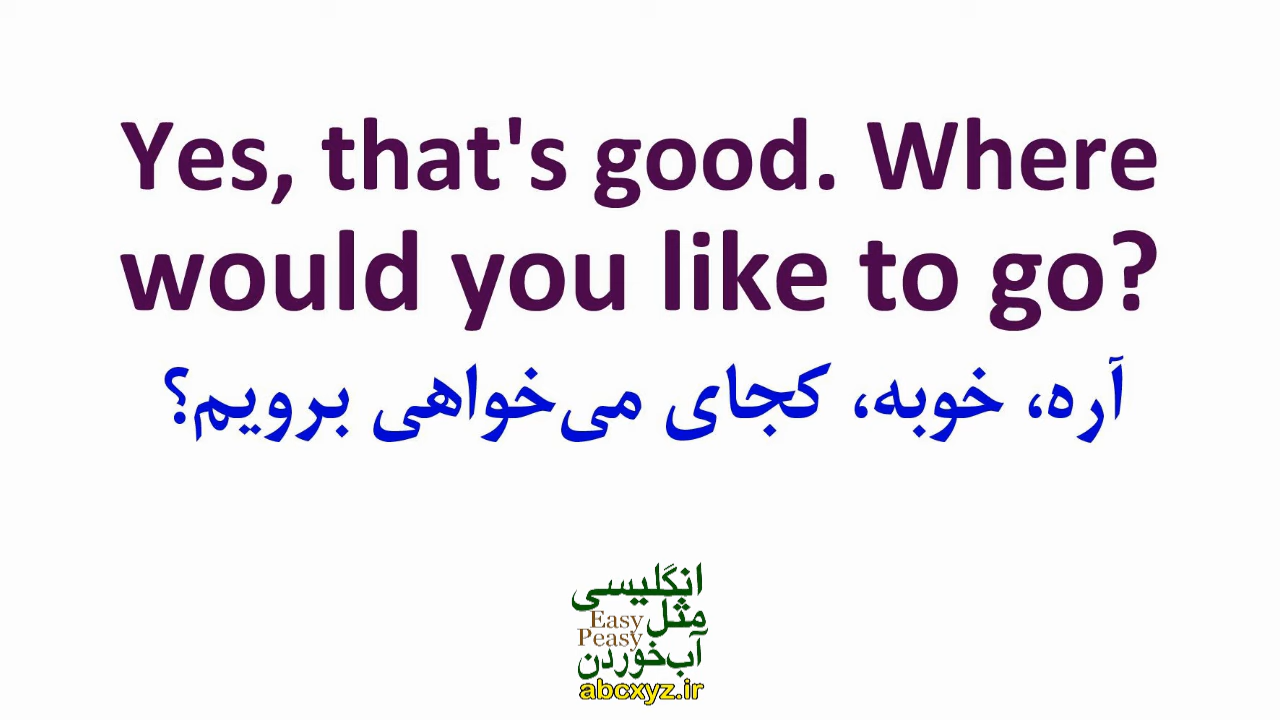 Yes, that's good. Where
would you like to go?
آره، خوبه، کجای می‌خواهی برویم؟
انگلیسی
مثل
Easy
Peasy
آب‌خوردن
abcxyz.ir